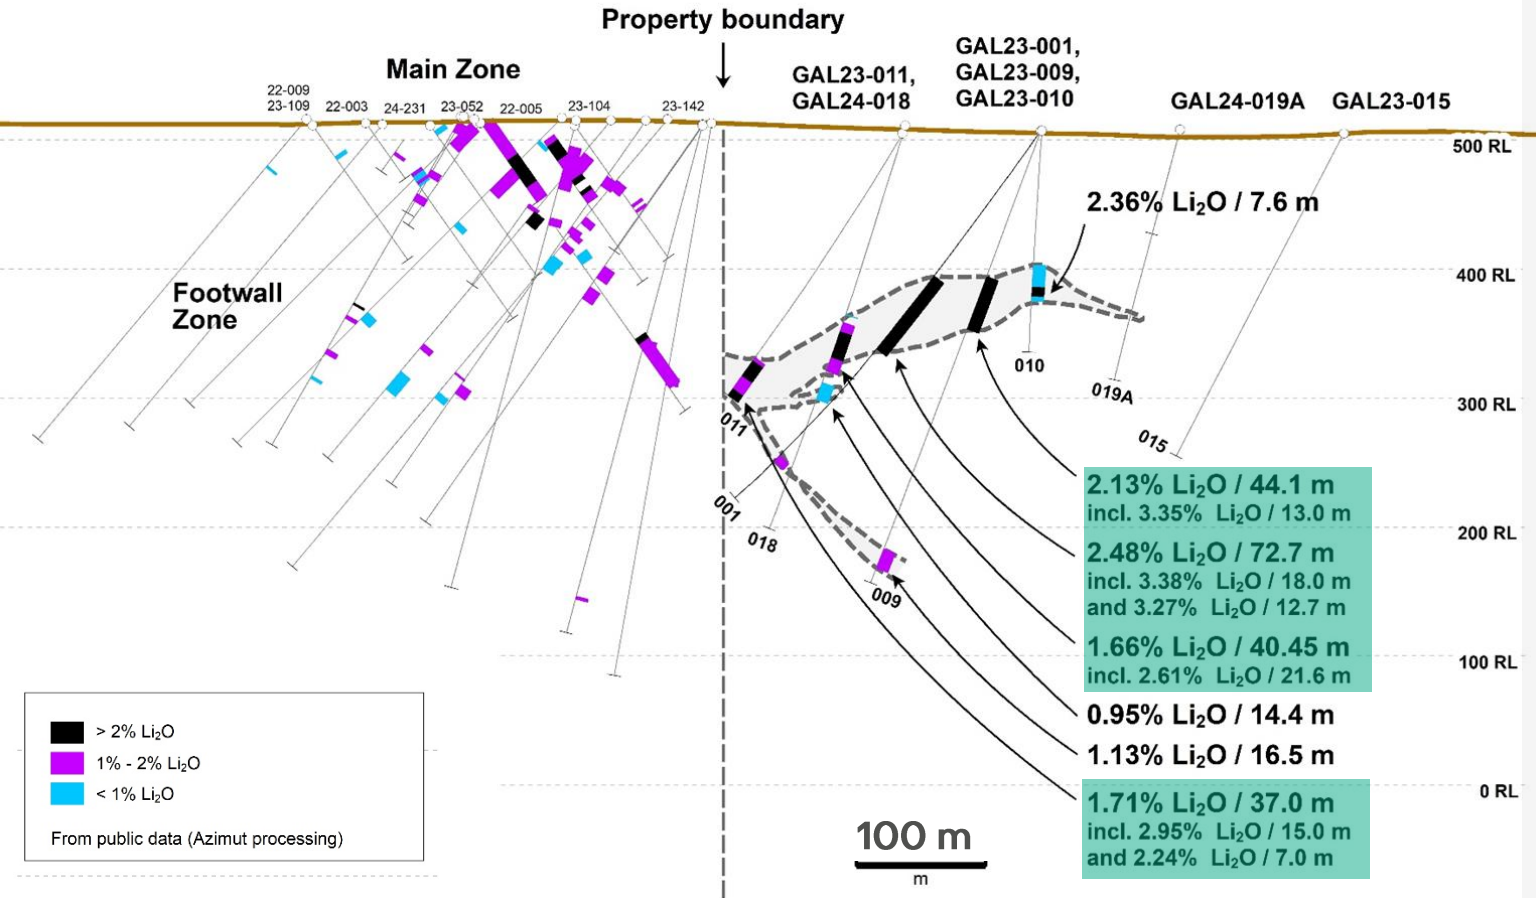 Property boundary
Main Zone
GAL23-011,
GAL24-018
GAL23-001,
GAL23-009,
GAL23-010
GAL24-019A
GAL23-015
22-009
23-109
22-003
24-231
23-052
22-005
23-104
23-142
500 RL
2.36% Li₂O / 7.6 m
400 RL
Footwall
Zone
010
019A
300 RL
011
015
001
018
200 RL
009
2.13% Li₂O / 44.1 m
incl. 3.35% Li₂O / 13.0 m
2.48% Li₂O / 72.7 m
incl. 3.38% Li₂O / 18.0 m
and 3.27% Li₂O / 12.7 m
1.66% Li₂O / 40.45 m
incl. 2.61% Li₂O / 21.6 m
100 RL
0.95% Li₂O / 14.4 m
1.13% Li₂O / 16.5 m
0 RL
1.71% Li₂O / 37.0 m
incl. 2.95% Li₂O / 15.0 m
and 2.24% Li₂O / 7.0 m
> 2% Li₂O
1% - 2% Li₂O
< 1% Li₂O
From public data (Azimut processing)
100 m
m